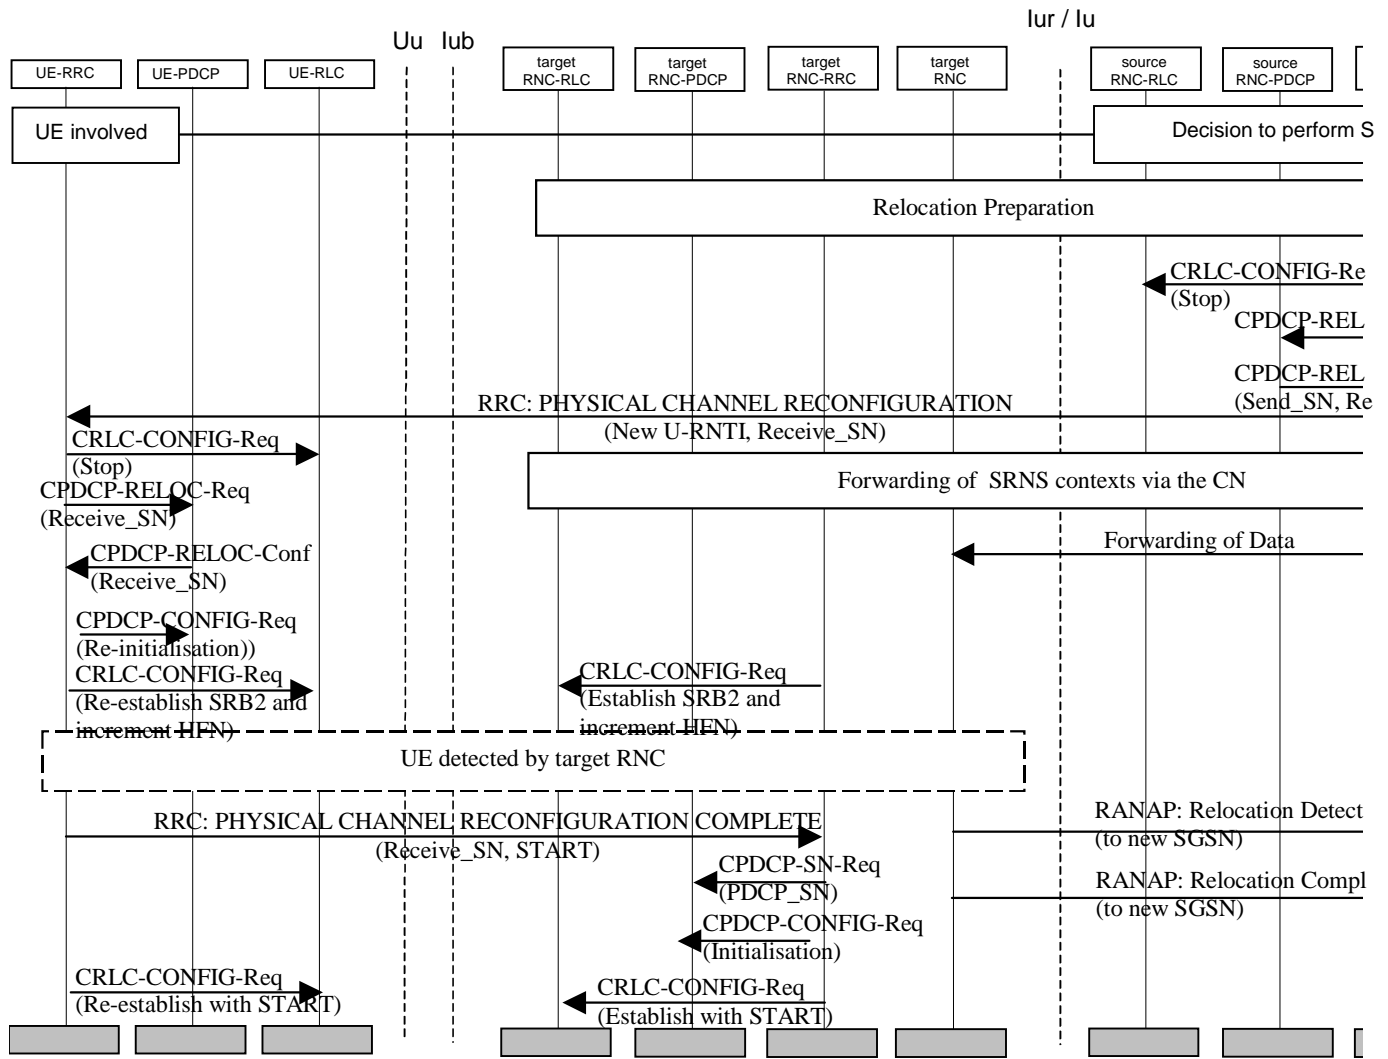 Iur / Iu
Uu Iub
UE-RRC
UE-PDCP
UE-RLC
target
RNC-RLC
target
RNC-PDCP
target
RNC-RRC
target
RNC
source
RNC-RLC
source
RNC-PDCP
UE involved
Decision to perform S
Relocation Preparation
CRLC-CONFIG-Re
(Stop)
CPDCP-REL
CPDCP-REL
(Send_SN, Re
RRC: PHYSICAL CHANNEL RECONFIGURATION
(New U-RNTI, Receive_SN)
CRLC-CONFIG-Req
(Stop)
Forwarding of SRNS contexts via the CN
CPDCP-RELOC-Req
(Receive_SN)
Forwarding of Data
CPDCP-RELOC-Conf
(Receive_SN)
CPDCP-CONFIG-Req
(Re-initialisation))
CRLC-CONFIG-Req
(Re-establish SRB2 and
increment HFN)
CRLC-CONFIG-Req
(Establish SRB2 and
increment HFN)
UE detected by target RNC
RRC: PHYSICAL CHANNEL RECONFIGURATION COMPLETE
(Receive_SN, START)
RANAP: Relocation Detect
(to new SGSN)
CPDCP-SN-Req
(PDCP_SN)
RANAP: Relocation Compl
(to new SGSN)
CPDCP-CONFIG-Req
(Initialisation)
CRLC-CONFIG-Req
(Re-establish with START)
CRLC-CONFIG-Req
(Establish with START)